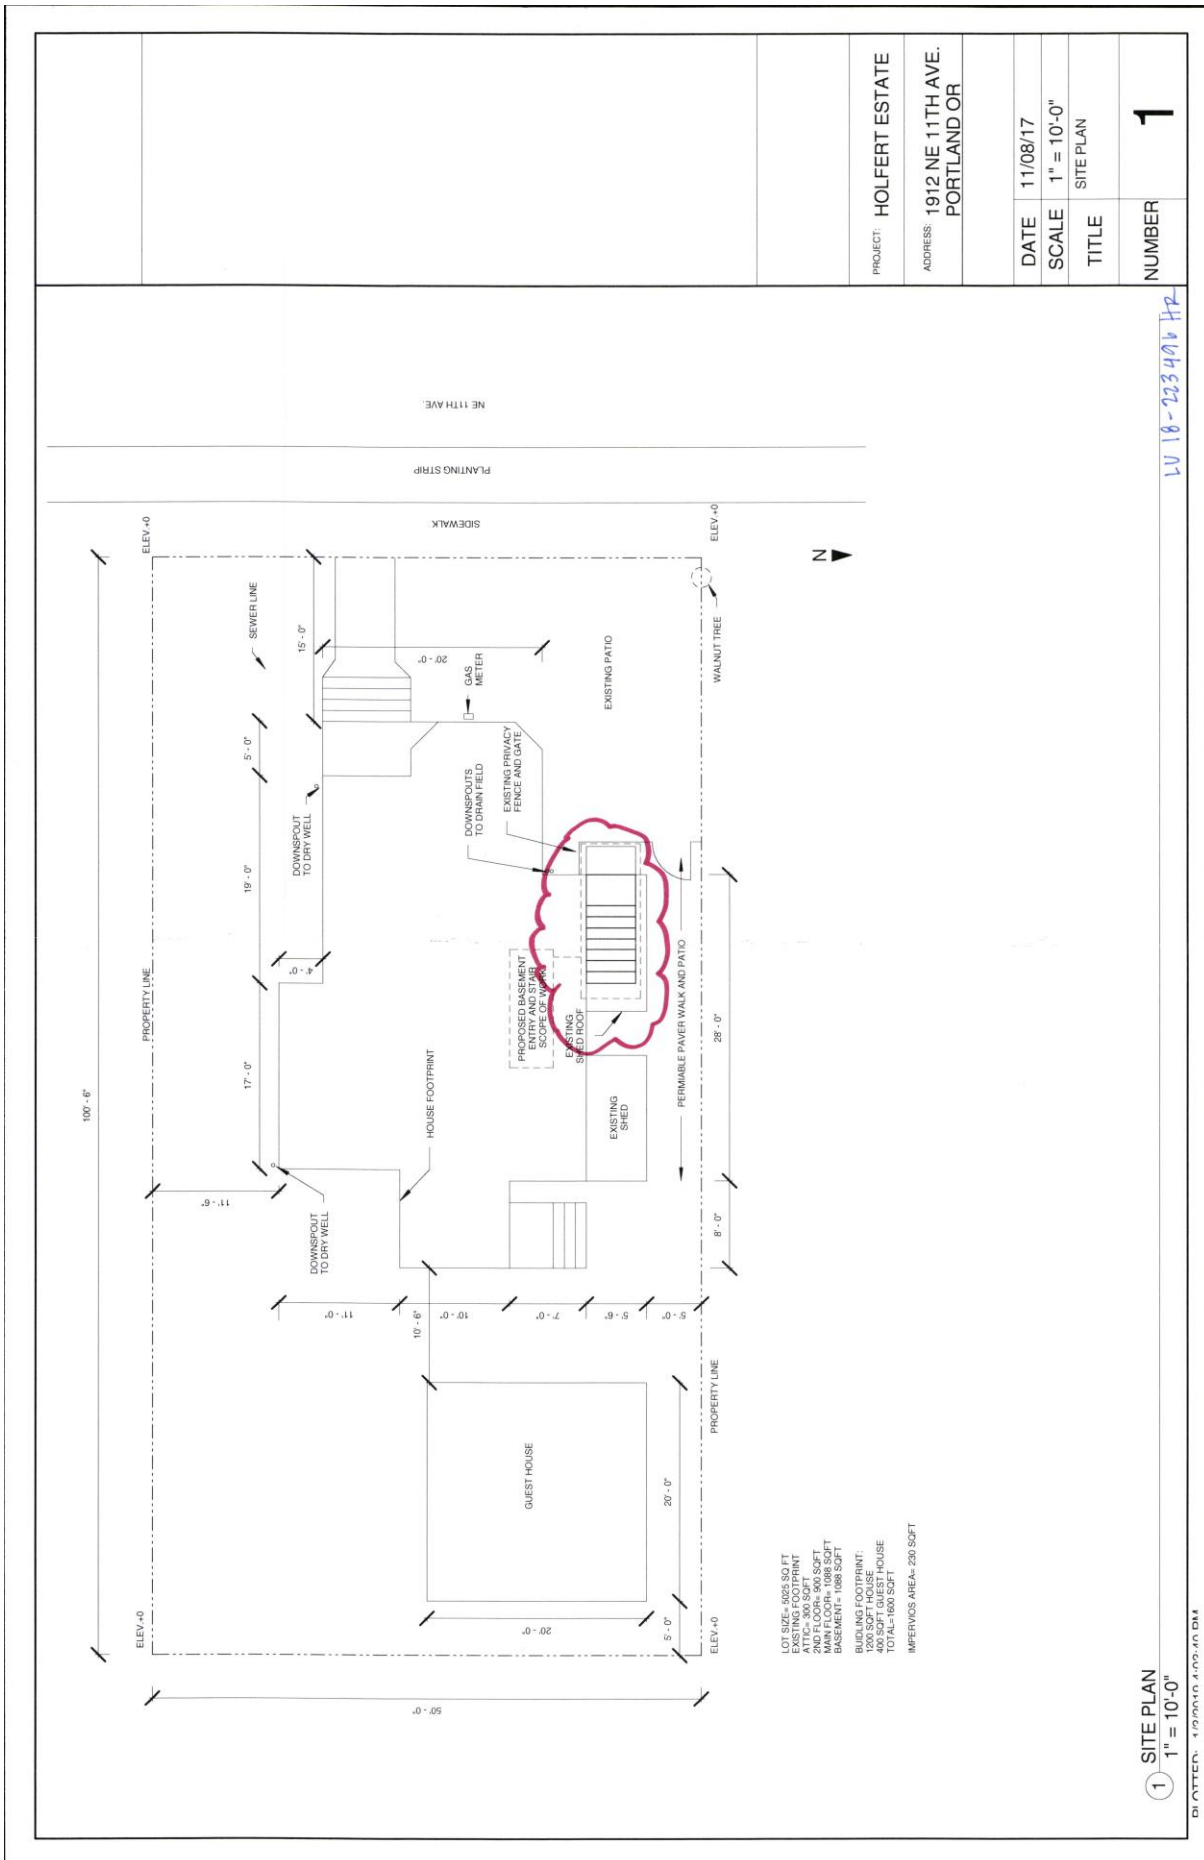 PROJECT: HOLFERT ESTATE
ADDRESS: 1912 NE 11TH AVE.
PORTLAND OR
DATE 11/08/17
SCALE 1" = 10'-0"
TITLE SITE PLAN
NUMBER 1
LU 18-223496 HR
100' - 6"
ELEV.+0
PROPERTY LINE
ELEV.+0
17' - 0"
19' - 0"
5' - 0"
SEWER LINE
15' - 0"
11' - 6"
4' - 0"
DOWNSPOUT
TO DRY WELL
DOWNSPOUT
TO DRY WELL
20' - 0"
GAS
METER
SIDEWALK
PLANTING STRIP
NE 11TH AVE.
HOUSE FOOTPRINT
DOWNSPOUTS
TO DRAIN FIELD
EXISTING PRIVACY
FENCE AND GATE
EXISTING PATIO
PROPOSED BASEMENT
ENTRY AND STAIR
SCOPE OF WORK
EXISTING
SHED ROOF
EXISTING
SHED
PERMIABLE PAVER WALK AND PATIO
11' - 0"
10' - 6"
10' - 0"
7' - 0"
5' - 6"
5' - 0"
8' - 0"
28' - 0"
WALNUT TREE
ELEV.+0
N
GUEST HOUSE
20' - 0"
20' - 0"
5' - 0"
50' - 0"
ELEV.+0
PROPERTY LINE
LOT SIZE= 5025 SQ FT
EXISTING FOOTPRINT
ATTIC= 300 SQFT
2ND FLOOR= 900 SQFT
MAIN FLOOR= 1088 SQFT
BASEMENT= 1088 SQFT
BUIDLING FOOTPRINT:
1200 SQFT HOUSE
400 SQFT GUEST HOUSE
TOTAL=1600 SQFT
IMPERVIOS AREA= 230 SQFT
1 SITE PLAN
1" = 10'-0"
PLOTTED: 1/3/2019 4:03:40 PM